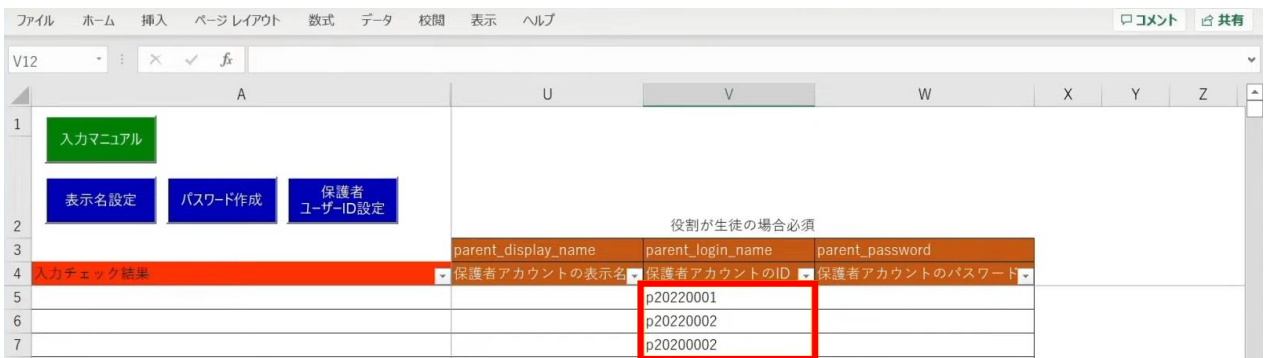 ファイル ホーム 挿入 ページ レイアウト 数式 データ 校閲 表示 ヘルプ コメント 共有
V12 fx
A U V W X Y Z
1
入力マニュアル
表示名設定 パスワード作成 保護者
ユーザーID設定
2 役割が生徒の場合必須
3 parent_display_name parent_login_name parent_password
4 入力チェック結果 保護者アカウントの表示名 保護者アカウントのID 保護者アカウントのパスワード
5 p20220001
6 p20220002
7 p20200002